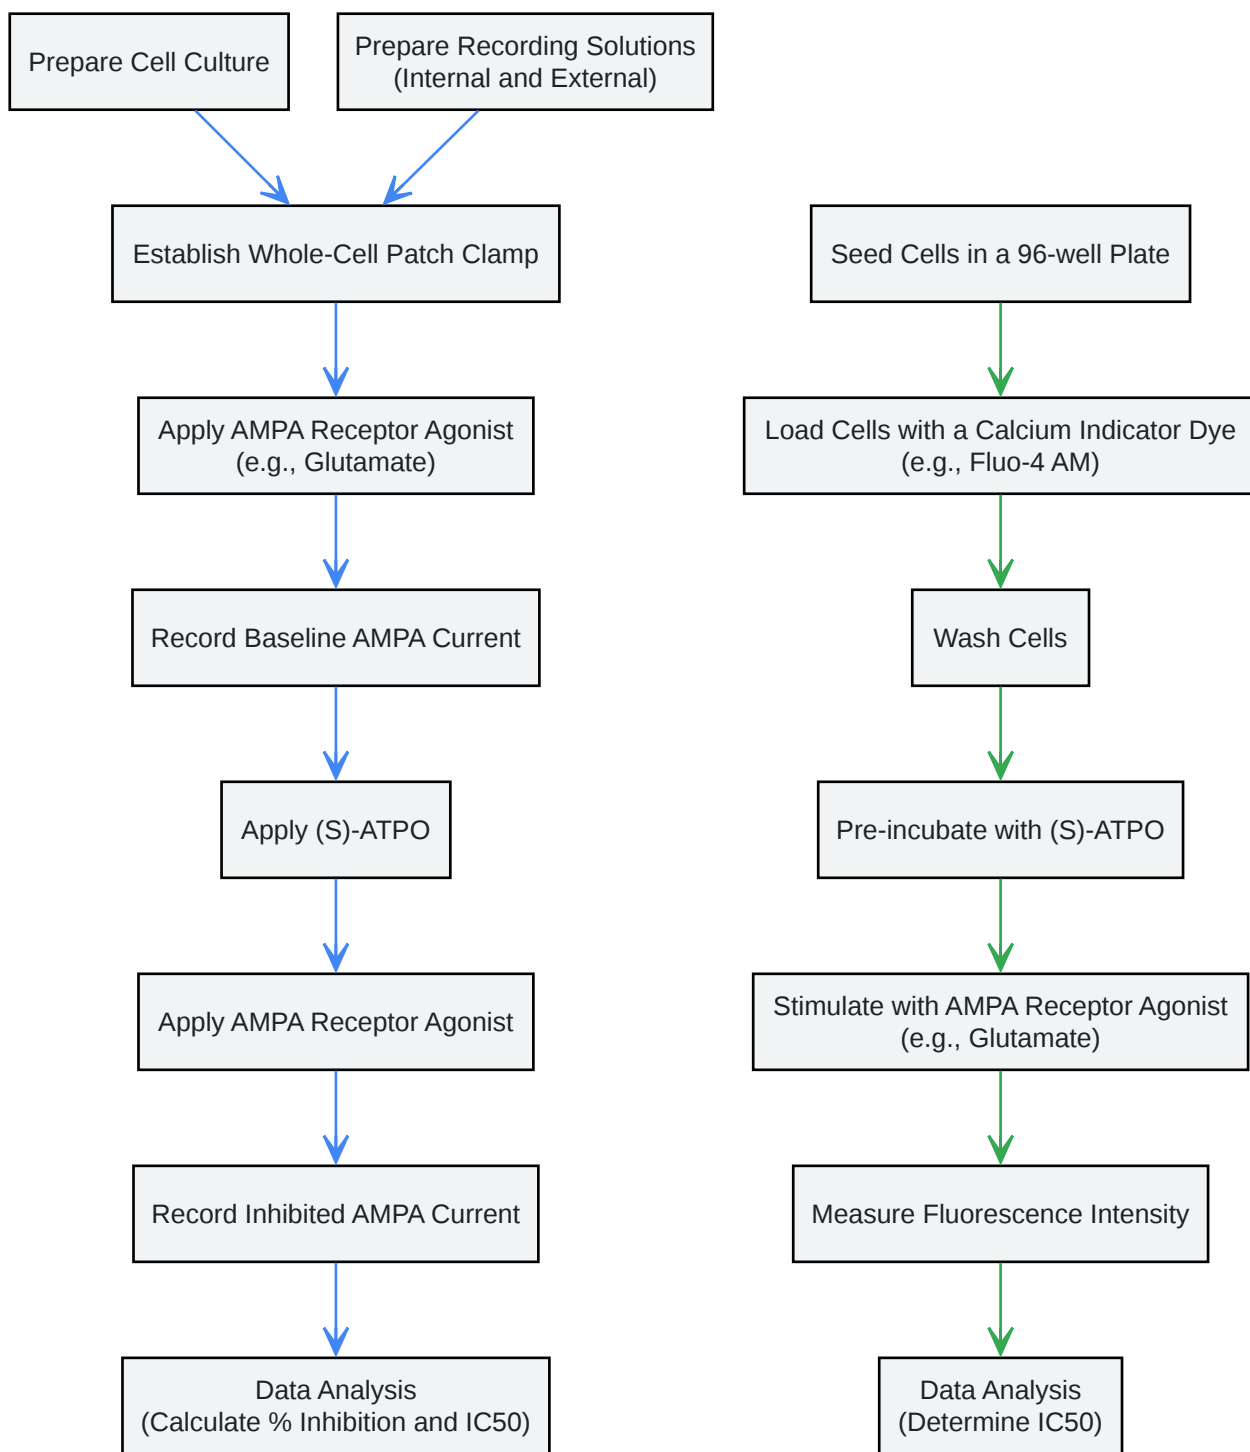 Prepare Cell Culture
Prepare Recording Solutions
(Internal and External)
Establish Whole-Cell Patch Clamp
Apply AMPA Receptor Agonist
(e.g., Glutamate)
Record Baseline AMPA Current
Apply (S)-ATPO
Apply AMPA Receptor Agonist
Record Inhibited AMPA Current
Data Analysis
(Calculate % Inhibition and IC50)
Seed Cells in a 96-well Plate
Load Cells with a Calcium Indicator Dye
(e.g., Fluo-4 AM)
Wash Cells
Pre-incubate with (S)-ATPO
Stimulate with AMPA Receptor Agonist
(e.g., Glutamate)
Measure Fluorescence Intensity
Data Analysis
(Determine IC50)